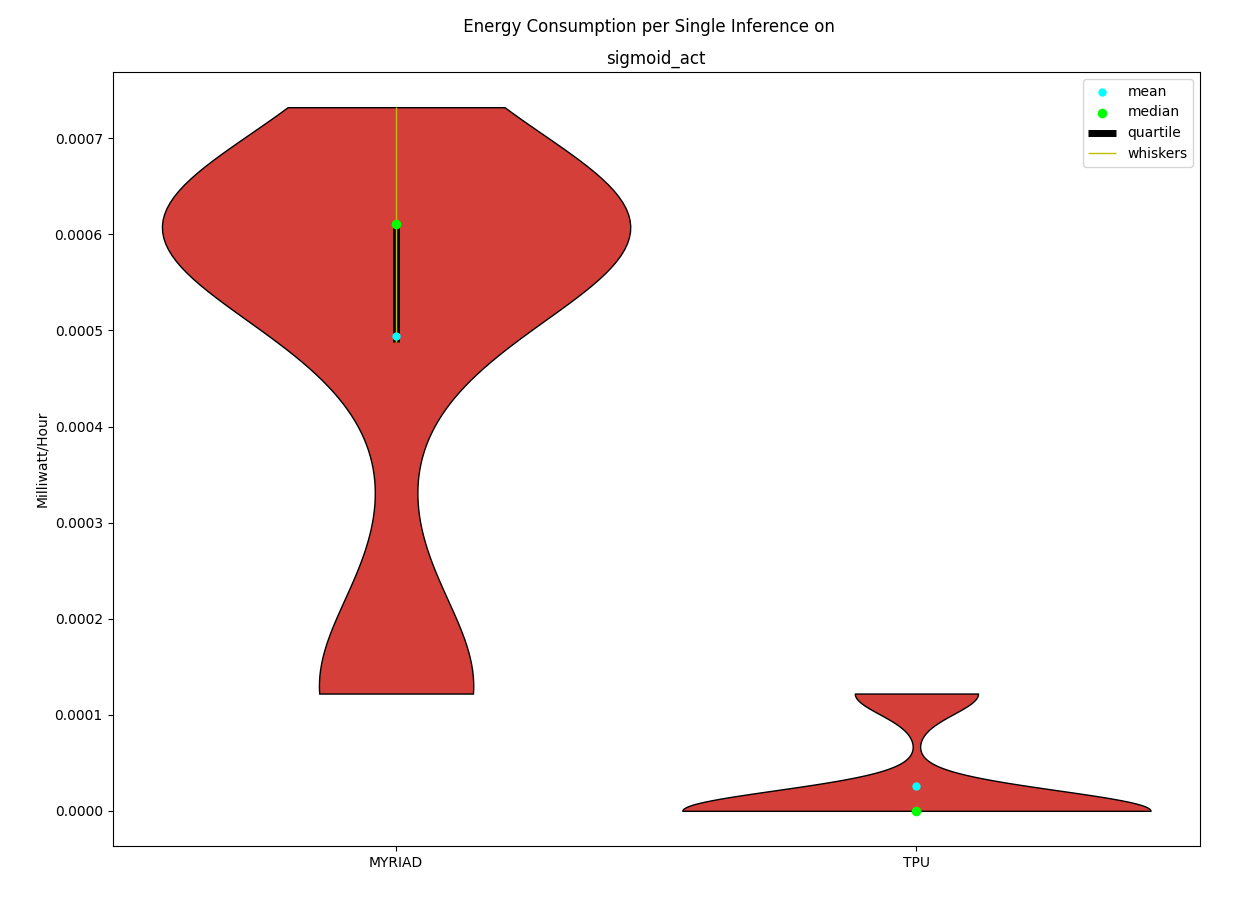 Energy Consumption per Single Inference on
sigmoid_act
mean
median
quartile
whiskers
0.0007
0.0006
0.0005
0.0004
0.0003
0.0002
0.0001
0.0000
Milliwatt/Hour
MYRIAD
TPU